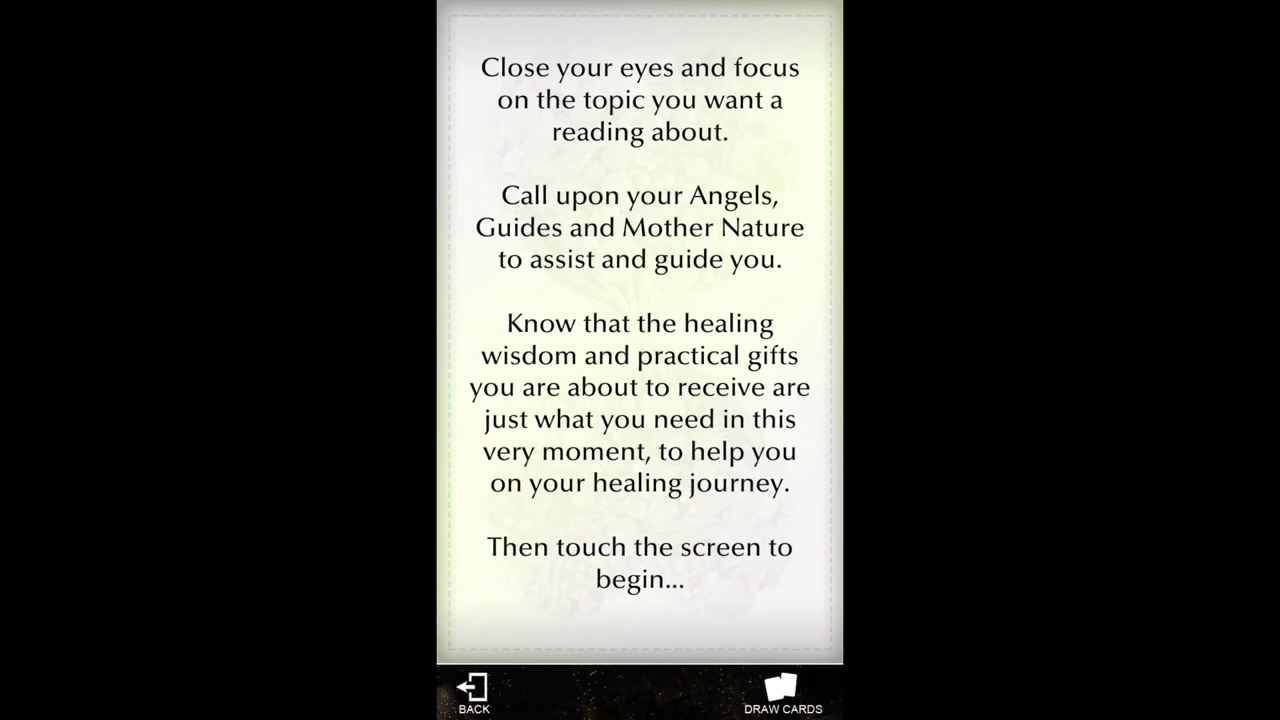 Close your eyes and focus
on the topic you want a
reading about.
Call upon your Angels,
Guides and Mother Nature
to assist and guide you.
Know that the healing
wisdom and practical gifts
you are about to receive are
just what you need in this
very moment, to help you
on your healing journey.
Then touch the screen to
begin...
BACK
DRAW CARDS